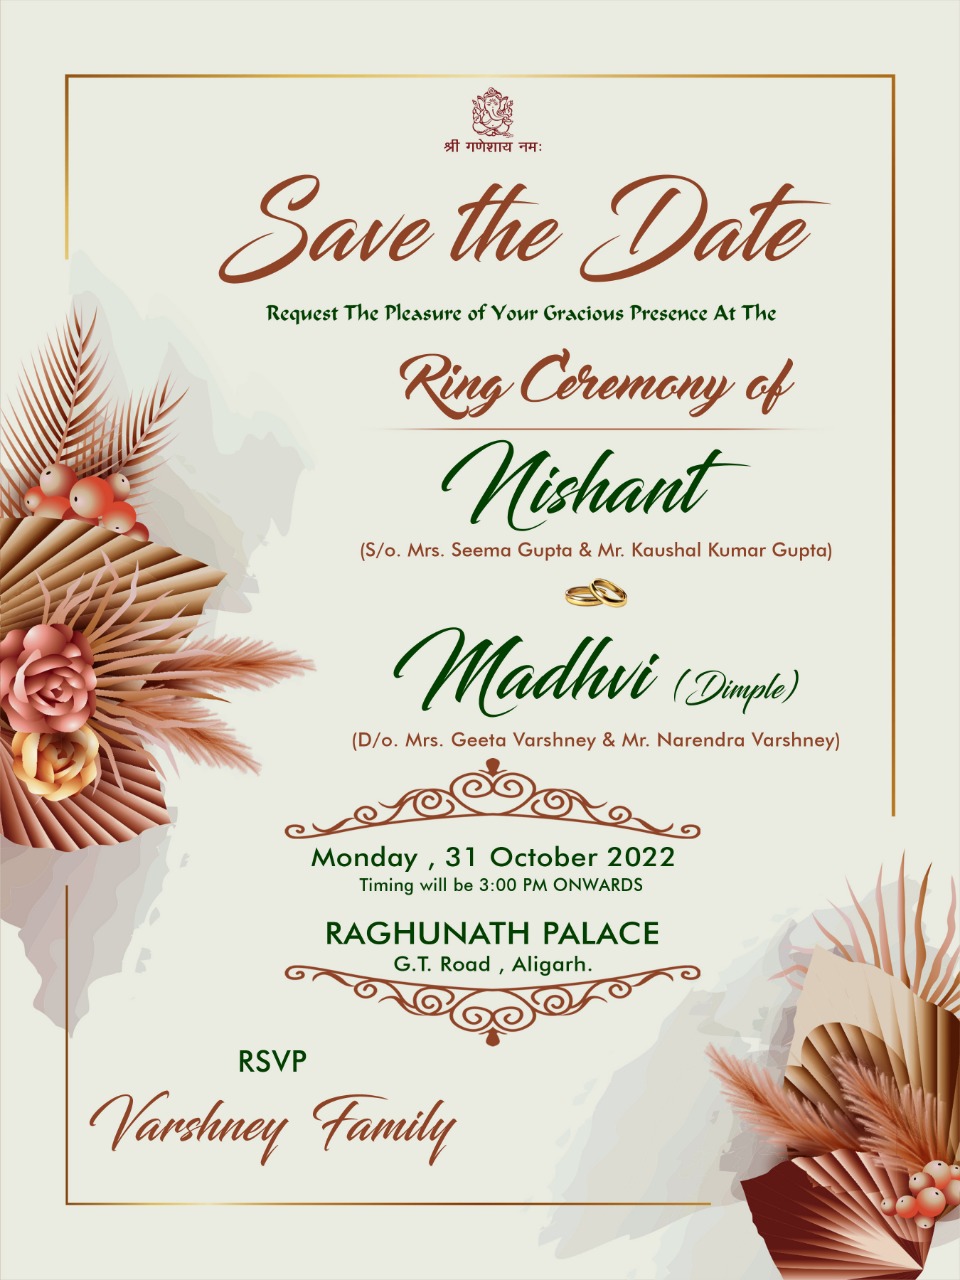 श्री गणेशाय नमः
Save the Date
Request The Pleasure of Your Gracious Presence At The
Ring Ceremony of
Nishant
(S/o. Mrs. Seema Gupta & Mr. Kaushal Kumar Gupta)
Madhvi (Dimple)
(D/o. Mrs. Geeta Varshney & Mr. Narendra Varshney)
Monday , 31 October 2022
Timing will be 3:00 PM ONWARDS
RAGHUNATH PALACE
G.T. Road , Aligarh.
RSVP
Varshney Family